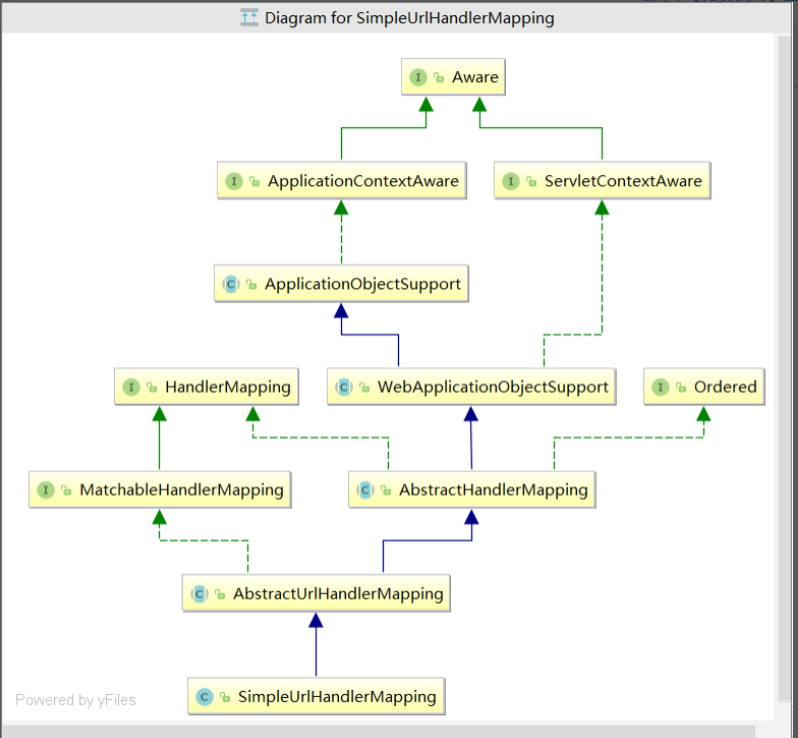 Diagram for SimpleUrlHandlerMapping
I Aware
I ApplicationContextAware
I ServletContextAware
C ApplicationObjectSupport
I HandlerMapping
C WebApplicationObjectSupport
I Ordered
I MatchableHandlerMapping
C AbstractHandlerMapping
C AbstractUrlHandlerMapping
C SimpleUrlHandlerMapping
Powered by yFiles